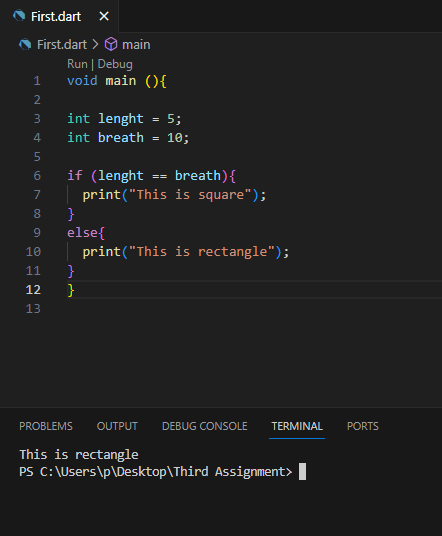 First.dart
First.dart > main
Run | Debug
1 void main (){
2
3 int lenght = 5;
4 int breath = 10;
5
6 if (lenght == breath){
7 print("This is square");
8 }
9 else{
10 print("This is rectangle");
11 }
12 }
13
PROBLEMS OUTPUT DEBUG CONSOLE TERMINAL PORTS
This is rectangle
PS C:\Users\p\Desktop\Third Assignment>